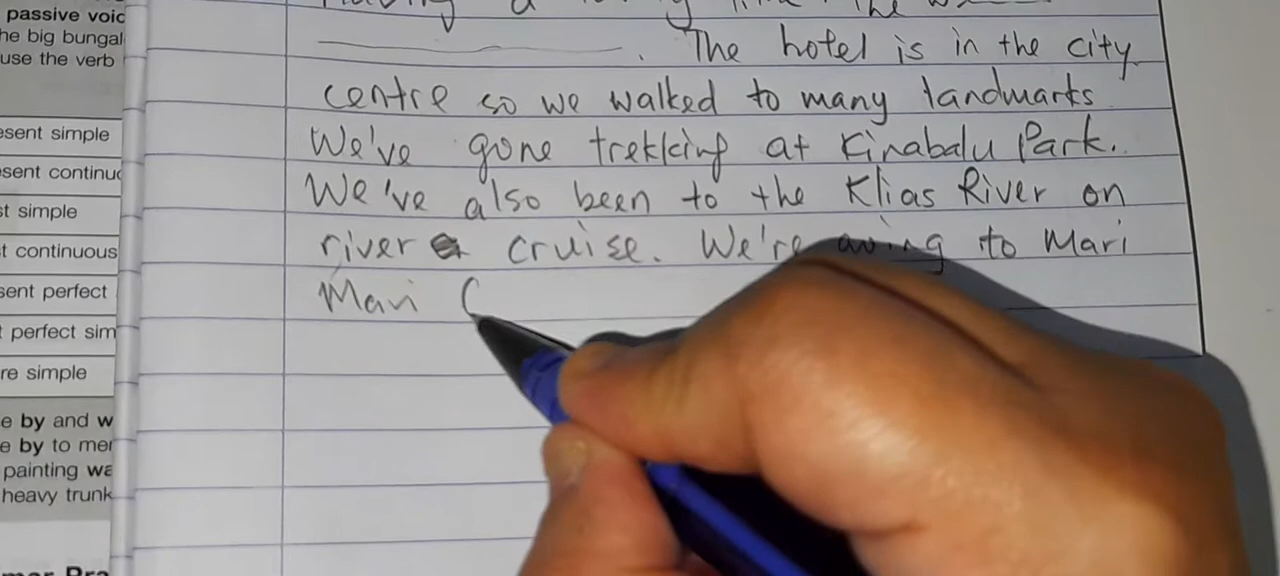 passive voic
he big bungal
use the verb
esent simple
sent continuo
st simple
t continuous
sent perfect
t perfect sim
re simple
e by and w
e by to mer
painting wa
heavy trunk
a
The
. The hotel is in the city
centre so we walked to many landmarks
We've gone trekking at Kinabalu Park.
We've also been to the Klias River on
river cruise. We're to Mari
Mari C